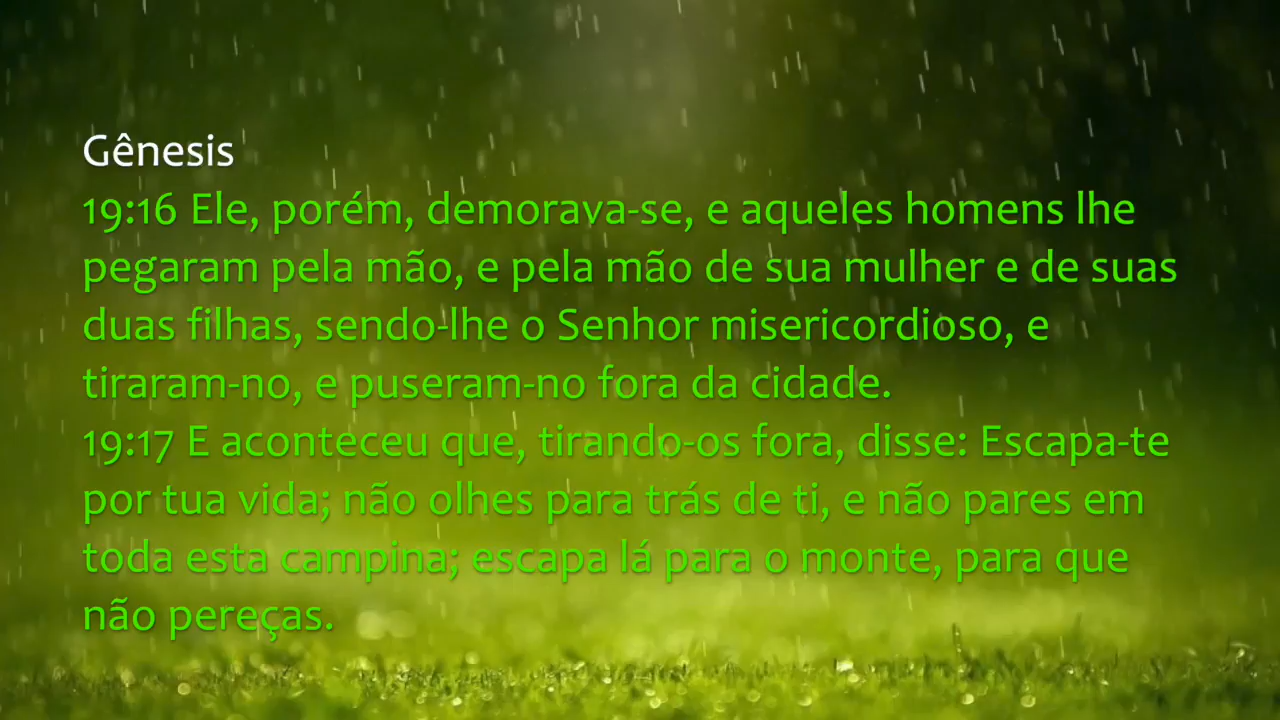 Gênesis
19:16 Ele, porém, demorava-se, e aqueles homens lhe
pegaram pela mão, e pela mão de sua mulher e de suas
duas filhas, sendo-lhe o Senhor misericordioso, e
tiraram-no, e puseram-no fora da cidade.
19:17 E aconteceu que, tirando-os fora, disse: Escapa-te
por tua vida; não olhes para trás de ti, e não pares em
toda esta campina; escapa lá para o monte, para que
não pereças.